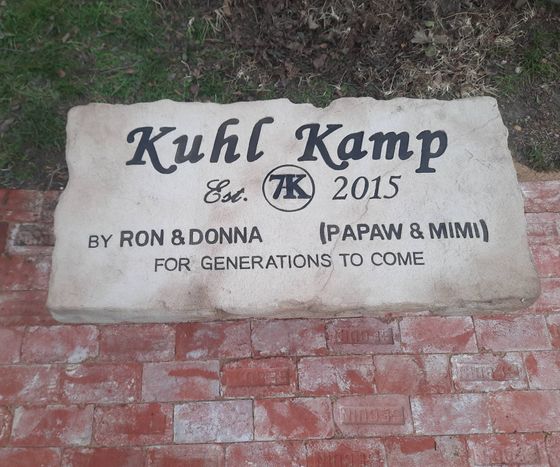 Kuhl Kamp
Est. 7K 2015
BY RON & DONNA (PAPAW & MIMI)
FOR GENERATIONS TO COME